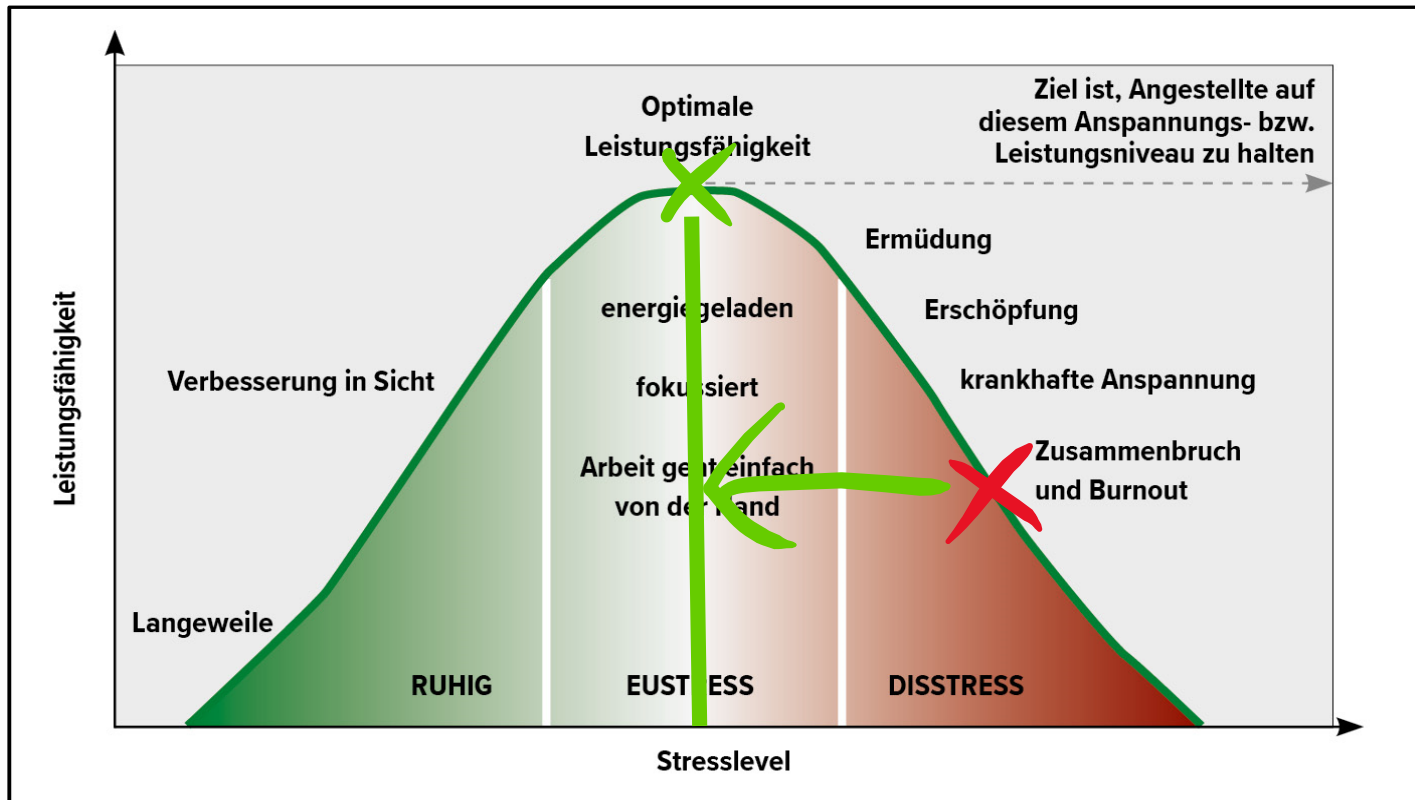 Optimale
Leistungsfähigkeit
Ziel ist, Angestellte auf
diesem Anspannungs- bzw.
Leistungsniveau zu halten
Ermüdung
energiegeladen
Erschöpfung
Verbesserung in Sicht
fokussiert
krankhafte Anspannung
Arbeit geht einfach
von der Hand
Zusammenbruch
und Burnout
Langeweile
RUHIG
EUSTRESS
DISSTRESS
Leistungsfähigkeit
Stresslevel